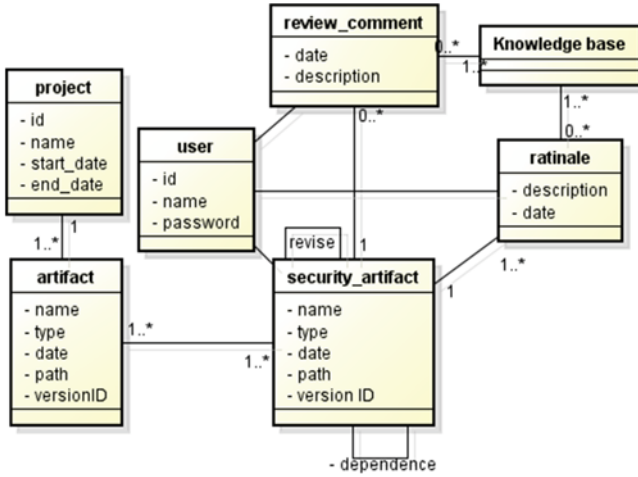 review_comment
- date
- description
0..*
1..*
Knowledge base
project
- id
- name
- start_date
- end_date
user
- id
- name
- password
0..*
1..*
0..*
ratinale
- description
- date
1
1..*
revise
1
1..*
1
artifact
- name
- type
- date
- path
- versionID
security_artifact
- name
- type
- date
- path
- version ID
1..*
1..*
- dependence